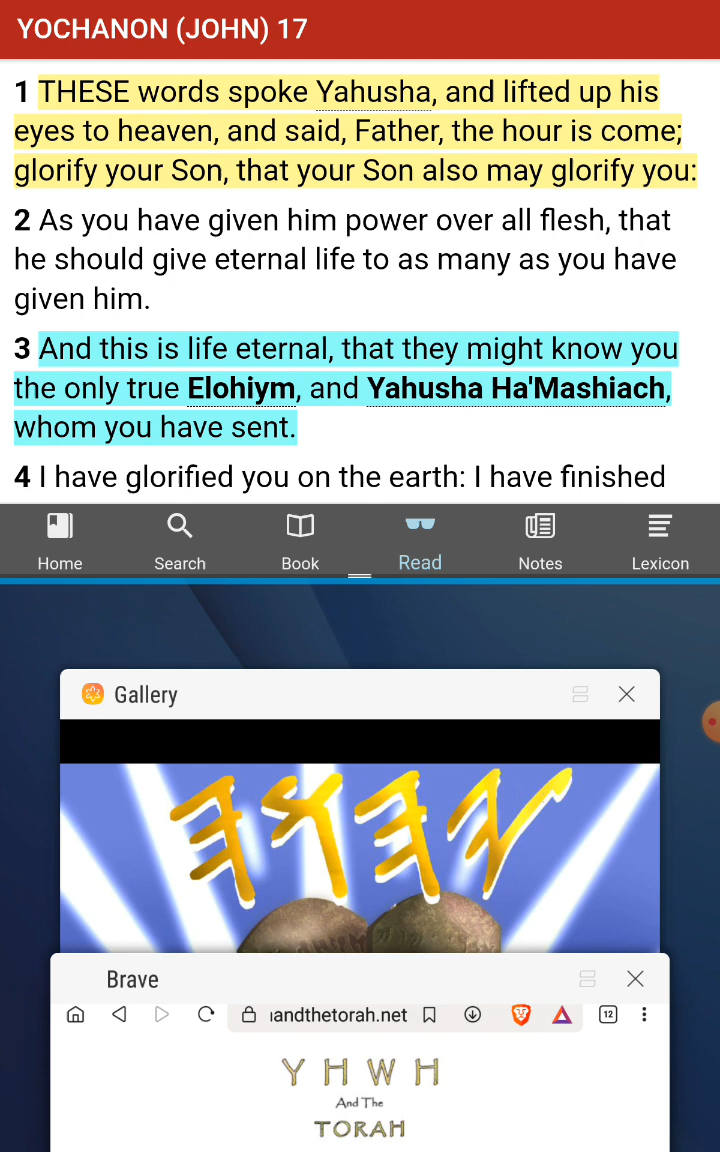 YOCHANON (JOHN) 17
1 THESE words spoke Yahusha, and lifted up his
eyes to heaven, and said, Father, the hour is come;
glorify your Son, that your Son also may glorify you:
2 As you have given him power over all flesh, that
he should give eternal life to as many as you have
given him.
3 And this is life eternal, that they might know you
the only true Elohiym, and Yahusha Ha'Mashiach,
whom you have sent.
4 I have glorified you on the earth: I have finished
Home Search Book Read Notes Lexicon
Gallery
𐤉𐤄𐤅𐤄
Brave
andthetorah.net 12
Y H W H
And The
TORAH